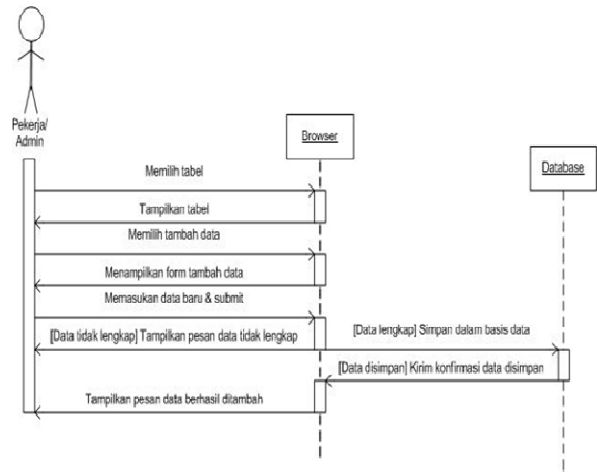 Pekerja/
Admin
Browser
Database
Memilih tabel
Tampilkan tabel
Memilih tambah data
Menampilkan form tambah data
Memasukan data baru & submit
[Data tidak lengkap] Tampilkan pesan data tidak lengkap
[Data lengkap] Simpan dalam basis data
[Data disimpan] Kirim konfirmasi data disimpan
Tampilkan pesan data berhasil ditambah